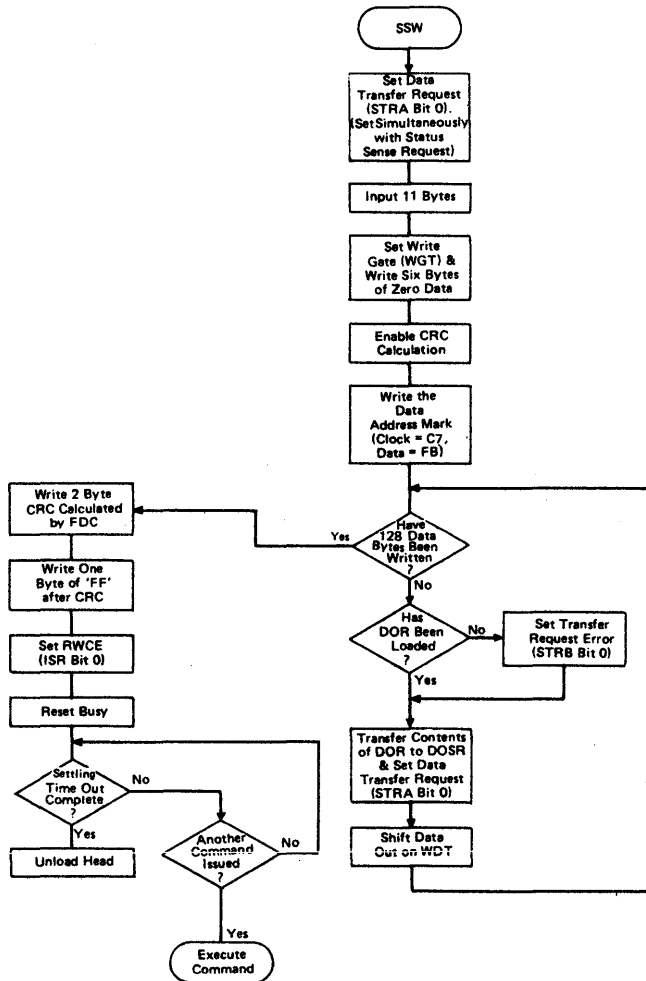 SSW
Set Data
Transfer Request
(STRA Bit 0).
(Set Simultaneously
with Status
Sense Request)
Input 11 Bytes
Set Write
Gate (WGT) &
Write Six Bytes
of Zero Data
Enable CRC
Calculation
Write the
Data
Address Mark
(Clock = C7,
Data = FB)
Have
128 Data
Bytes Been
Written
?
Yes
No
Write 2 Byte
CRC Calculated
by FDC
Write One
Byte of 'FF'
after CRC
Set RWCE
(ISR Bit 0)
Reset Busy
Settling
Time Out
Complete
?
No
Yes
Unload Head
Another
Command
Issued
?
No
Yes
Execute
Command
Has
DOR Been
Loaded
?
No
Yes
Set Transfer
Request Error
(STRB Bit 0)
Transfer Contents
of DOR to DOSR
& Set Data
Transfer Request
(STRA Bit 0)
Shift Data
Out on WDT